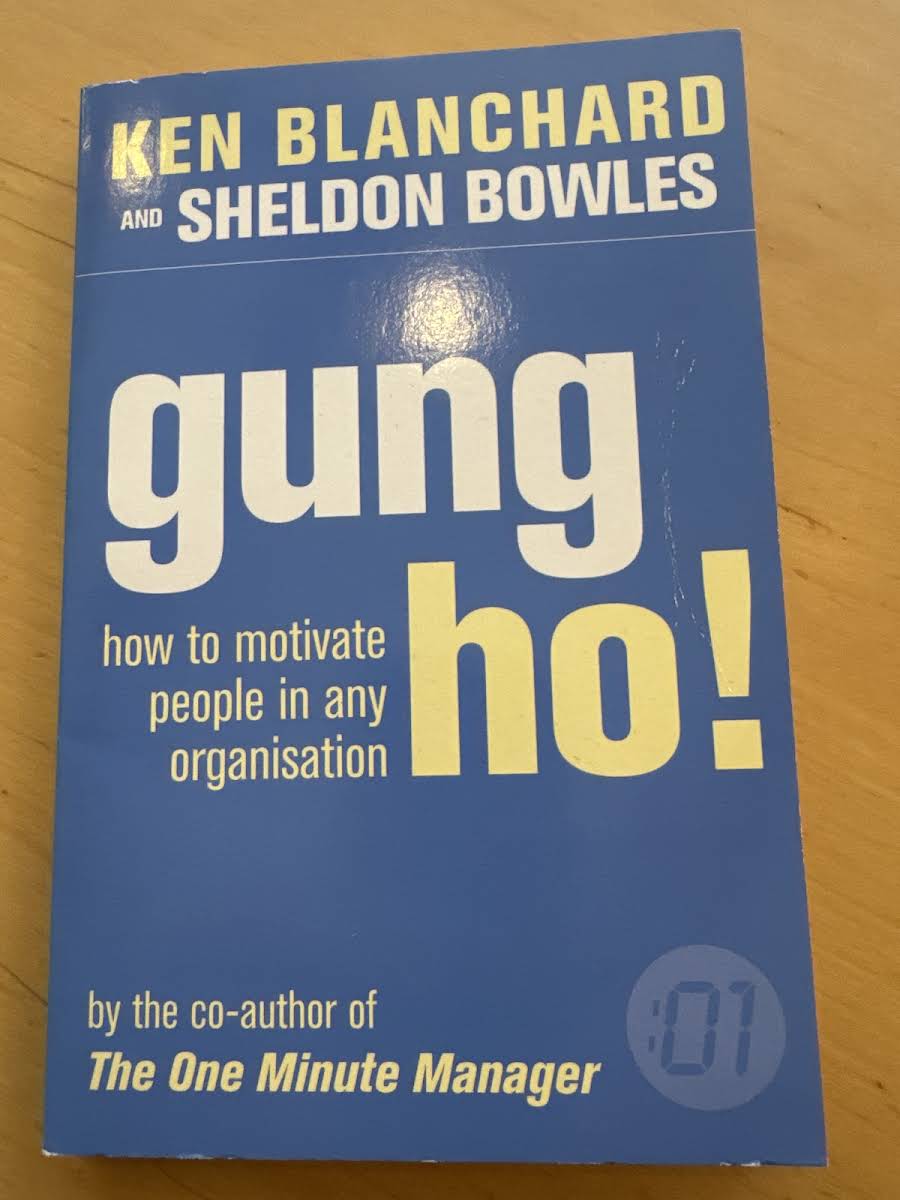 KEN BLANCHARD
AND SHELDON BOWLES
gung
ho!
how to motivate
people in any
organisation
by the co-author of
The One Minute Manager
:01